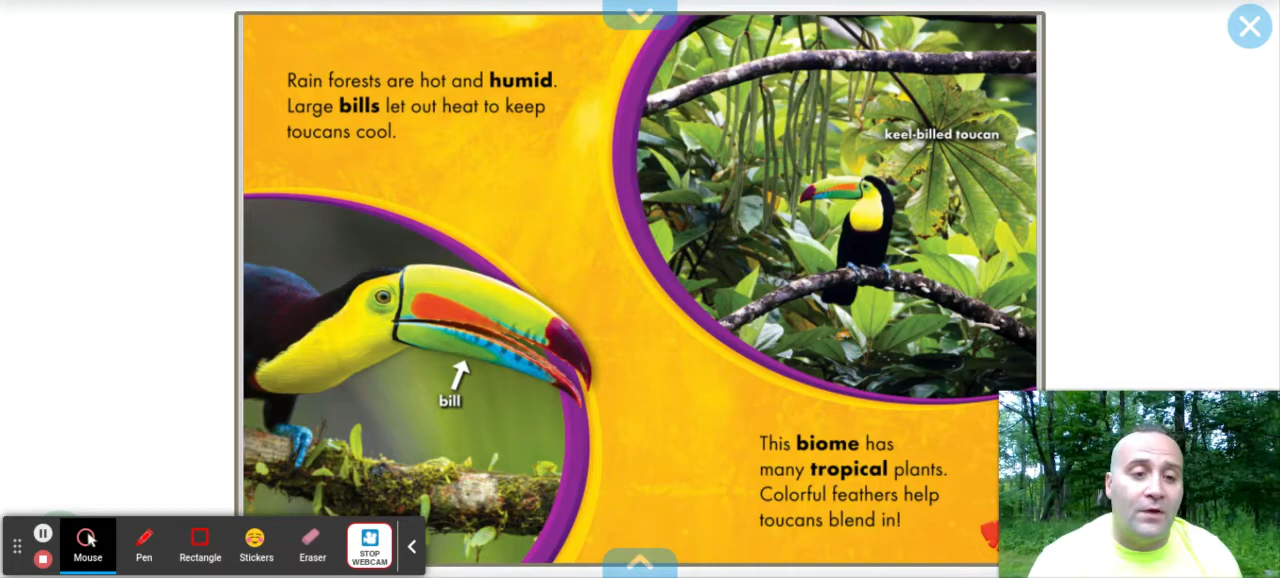 Rain forests are hot and humid.
Large bills let out heat to keep
toucans cool.
keel-billed toucan
bill
This biome has
many tropical plants.
Colorful feathers help
toucans blend in!
Mouse
Pen
Rectangle
Stickers
Eraser
STOP
WEBCAM